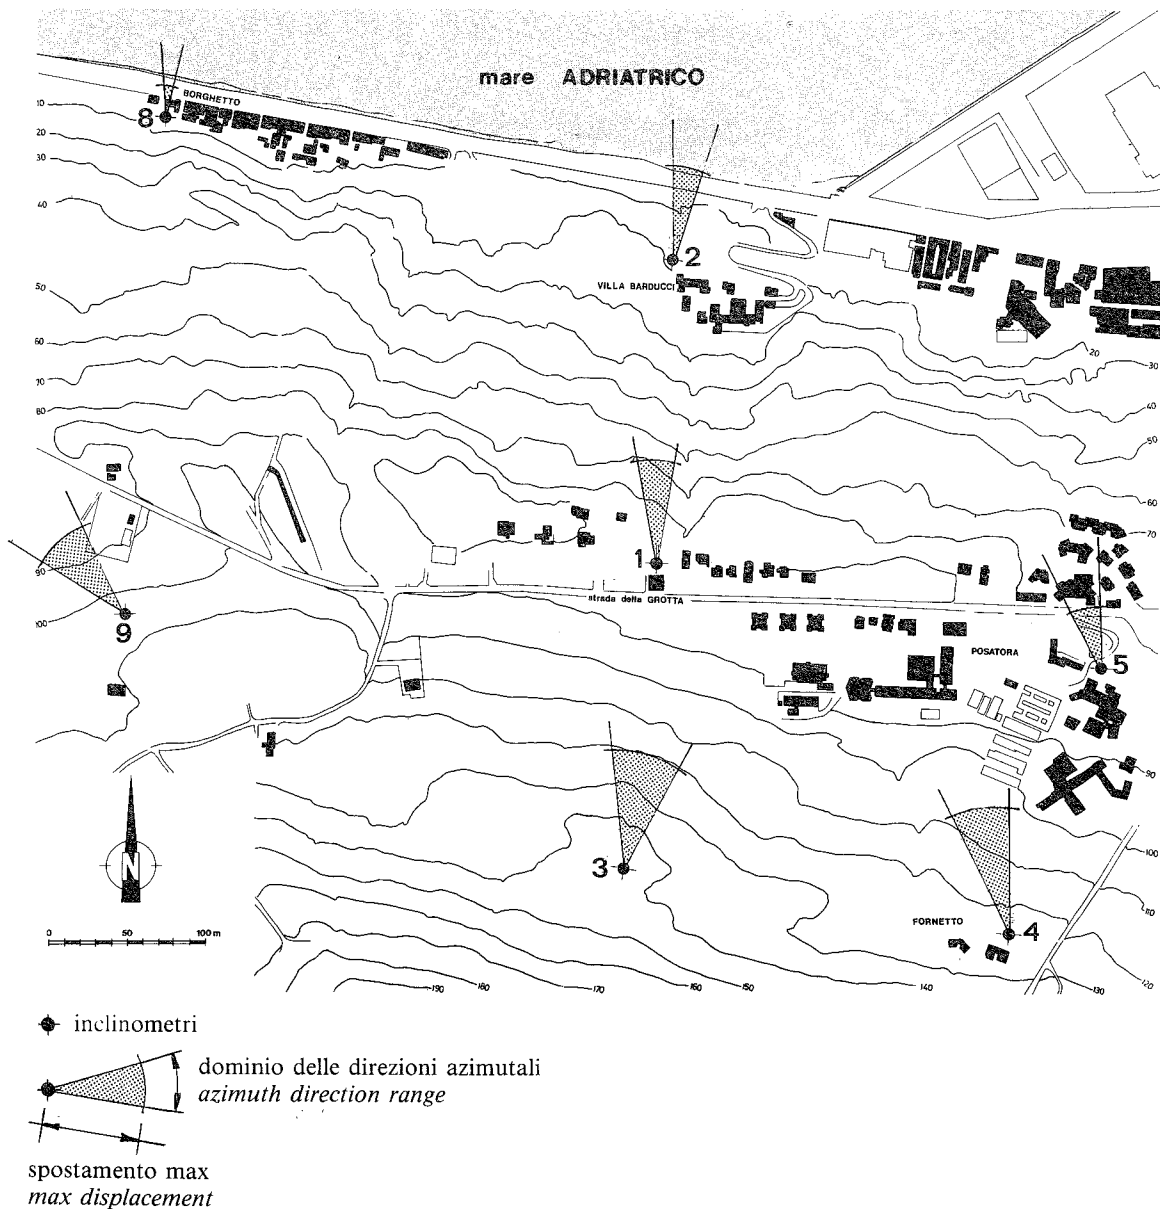 mare ADRIATRICO
8
BORGHETTO
10
20
30
40
50
60
70
80
2
VILLA BARDUCCI
20
30
40
50
60
70
1
strada della GROTTA
90
100
9
POSATORA
5
90
100
110
120
3
FORNETTO
4
N
0 50 100 m
190 180 170 160 150 140 130
inclinometri
dominio delle direzioni azimutali
azimuth direction range
spostamento max
max displacement